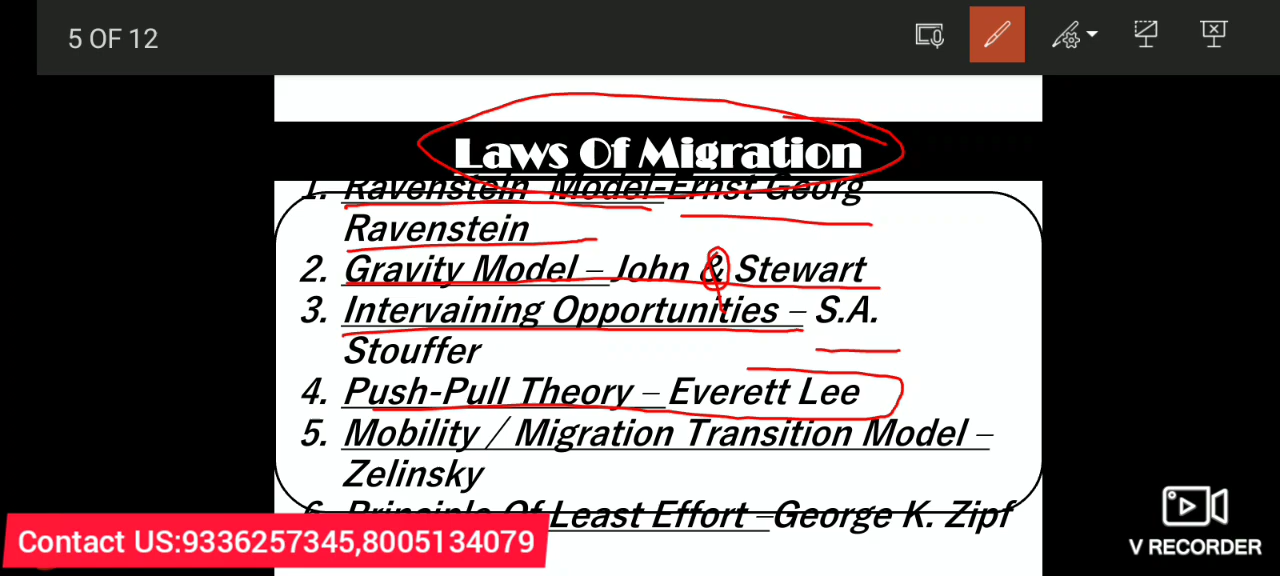 5 OF 12
Laws Of Migration
1. Ravenstein Model-Ernst Georg
Ravenstein
2. Gravity Model – John & Stewart
3. Intervaining Opportunities – S.A.
Stouffer
4. Push-Pull Theory – Everett Lee
5. Mobility / Migration Transition Model –
Zelinsky
6. Principle Of Least Effort –George K. Zipf
Contact US:9336257345,8005134079
V RECORDER